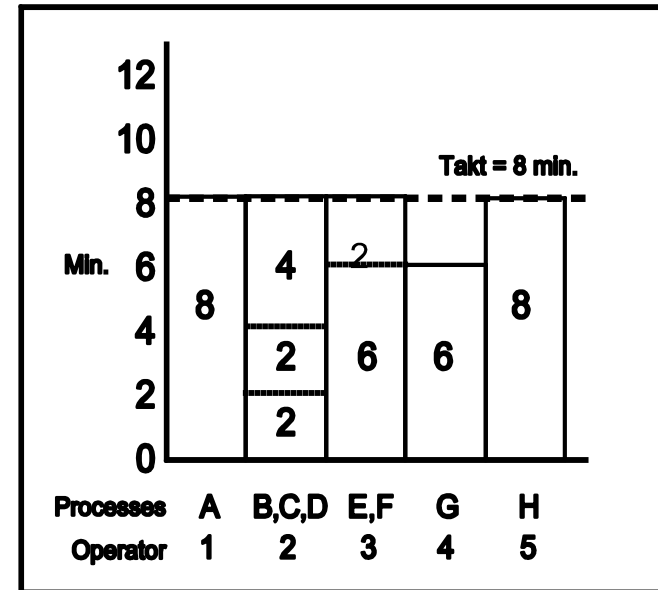 12
10
Takt = 8 min.
8
Min. 6 4 2
8 6 6 8
4 2
2
2
0
Processes A B,C,D E,F G H
Operator 1 2 3 4 5